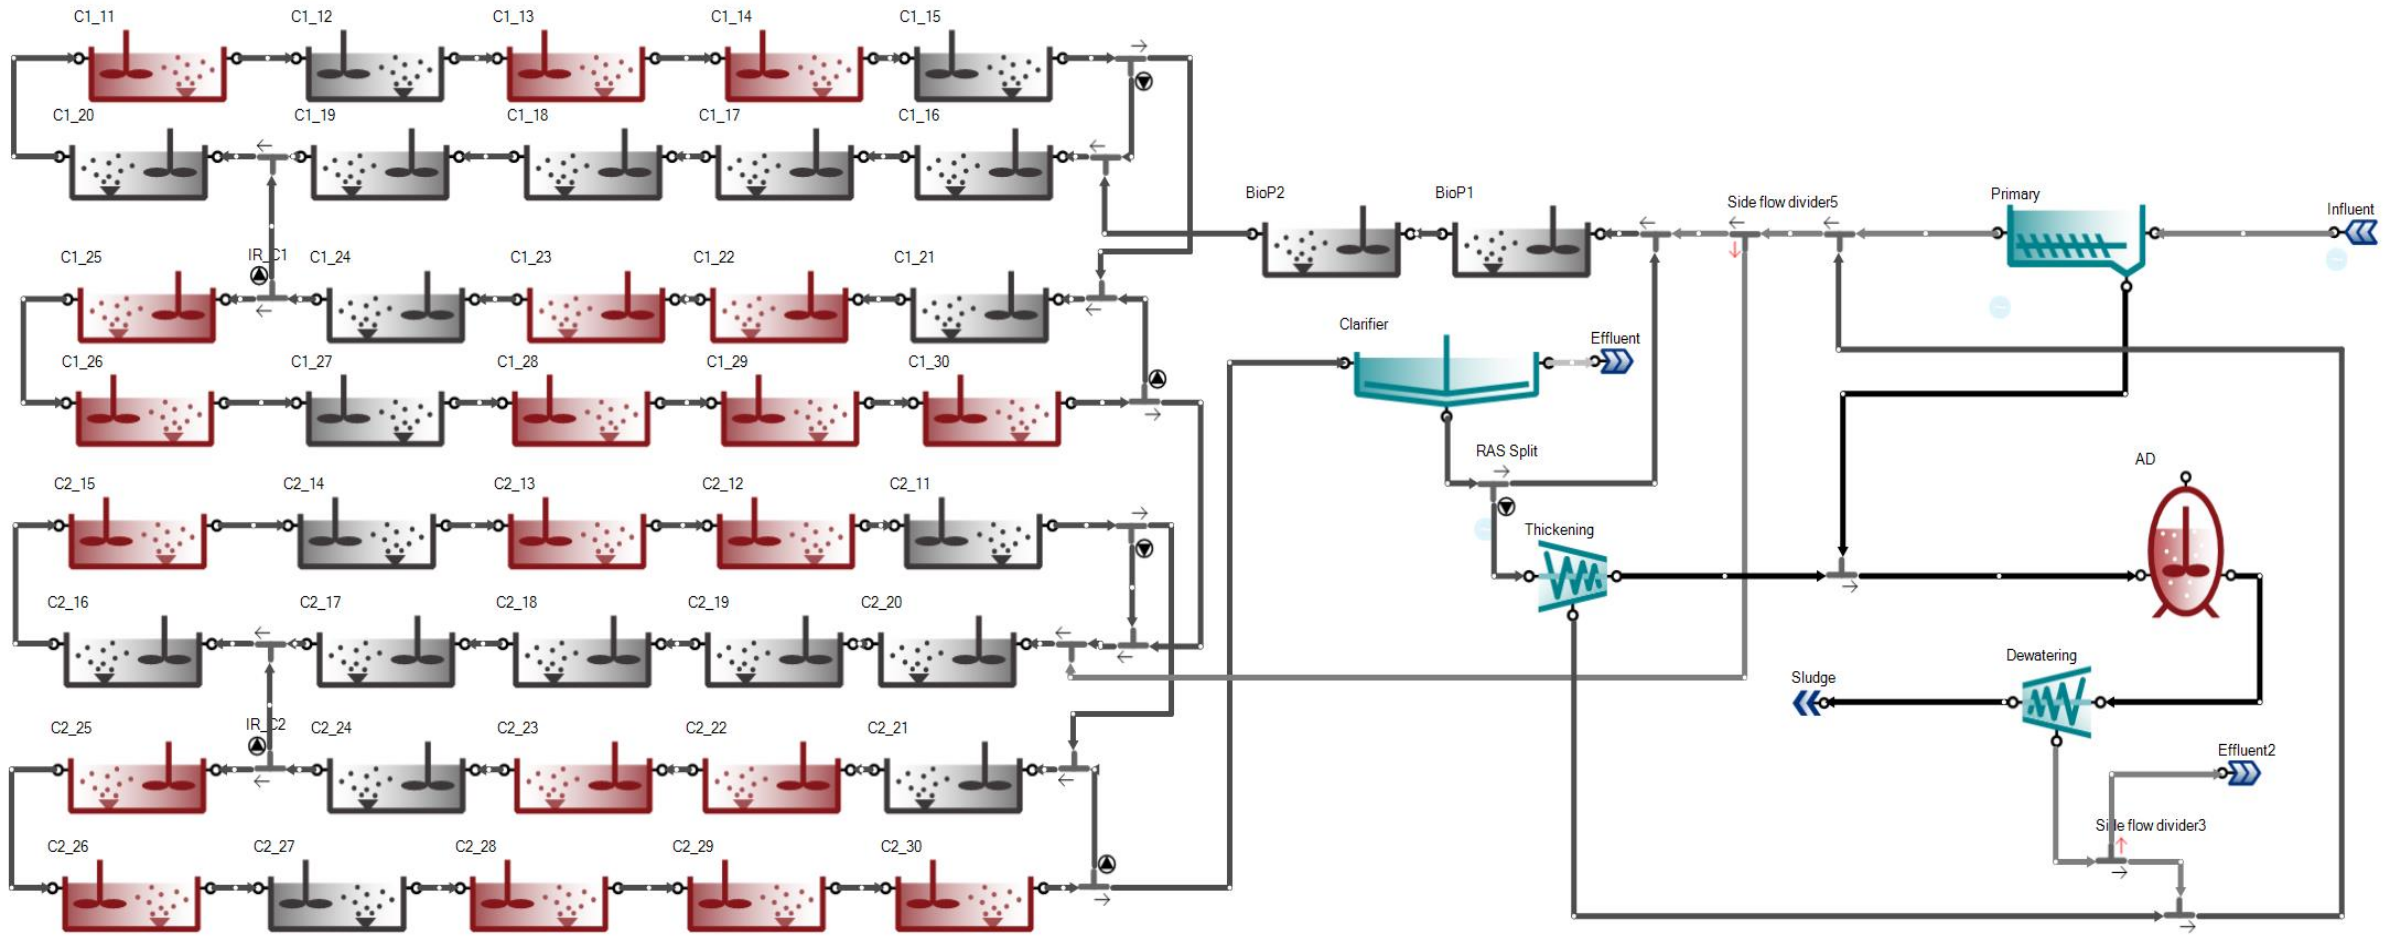 C1_11 C1_12 C1_13 C1_14 C1_15
C1_20 C1_19 C1_18 C1_17 C1_16
BioP2 BioP1 Side flow divider5 Primary Influent
C1_25 IR_C1 C1_24 C1_23 C1_22 C1_21
Clarifier Effluent
C1_26 C1_27 C1_28 C1_29 C1_30
RAS Split AD
C2_15 C2_14 C2_13 C2_12 C2_11
Thickening
C2_16 C2_17 C2_18 C2_19 C2_20
Dewatering
Sludge
C2_25 IR_C2 C2_24 C2_23 C2_22 C2_21
Effluent2
Side flow divider3
C2_26 C2_27 C2_28 C2_29 C2_30